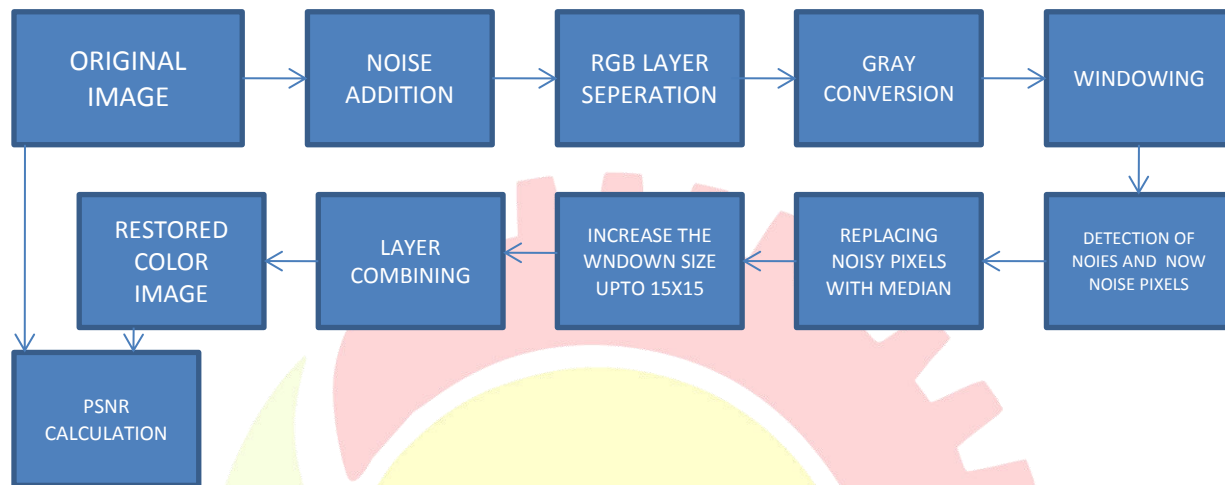 ORIGINAL
IMAGE
NOISE
ADDITION
RGB LAYER
SEPERATION
GRAY
CONVERSION
WINDOWING
DETECTION OF
NOIES AND  NOW
NOISE PIXELS
REPLACING
NOISY PIXELS
WITH MEDIAN
INCREASE THE
WNDOWN SIZE
UPTO 15X15
LAYER
COMBINING
RESTORED
COLOR
IMAGE
PSNR
CALCULATION